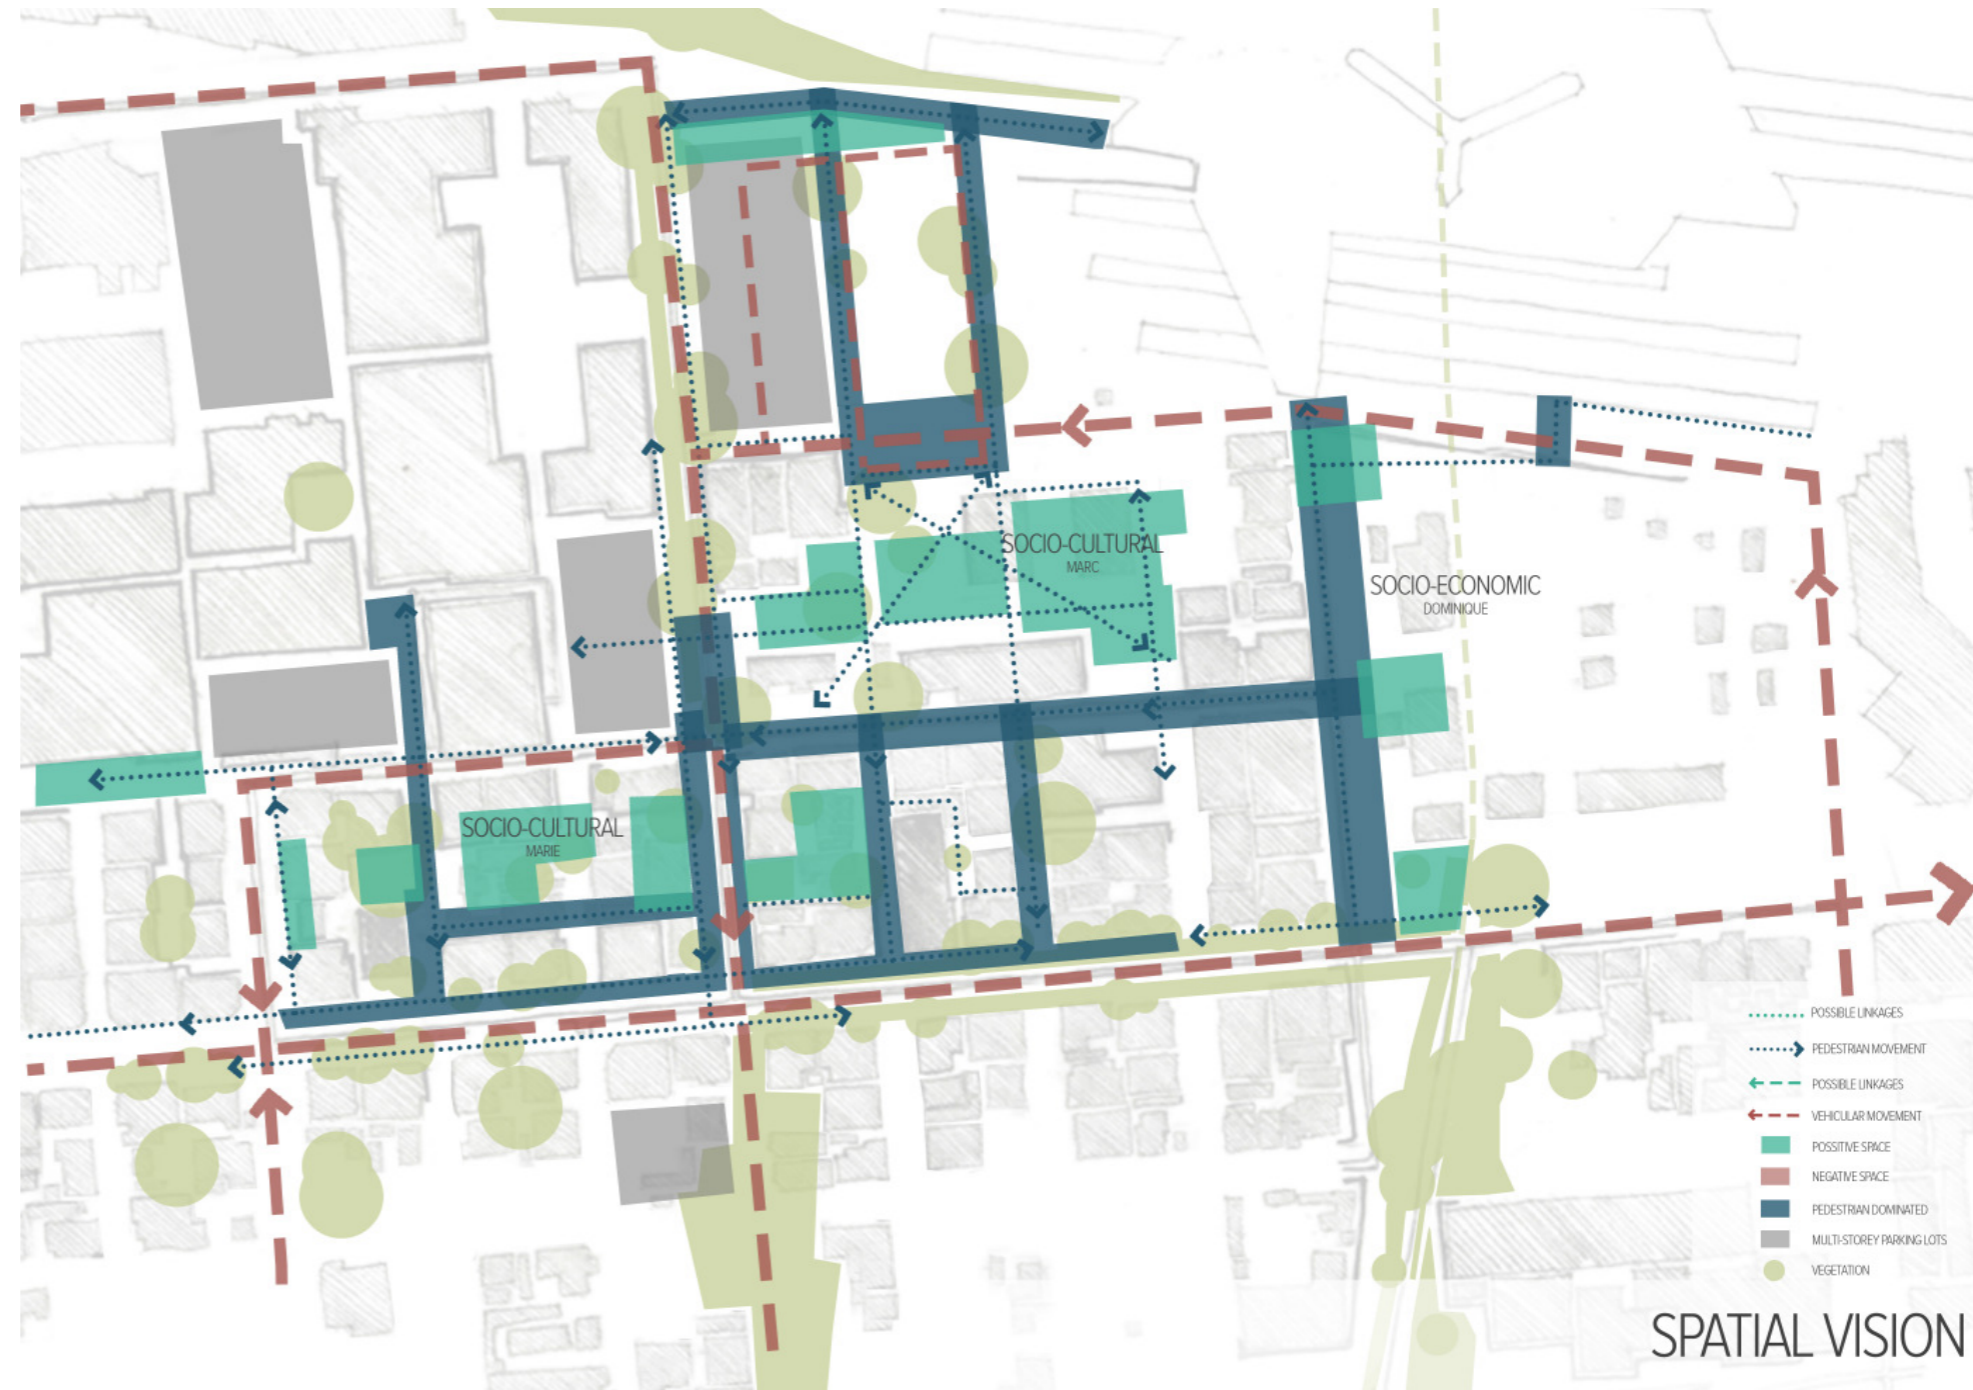 SOCIO-CULTURAL
MARC
SOCIO-ECONOMIC
DOMINIQUE
SOCIO-CULTURAL
MARIE
POSSIBLE LINKAGES
PEDESTRIAN MOVEMENT
POSSIBLE LINKAGES
VEHICULAR MOVEMENT
POSSITIVE SPACE
NEGATIVE SPACE
PEDESTRIAN DOMINATED
MULTI-STOREY PARKING LOTS
VEGETATION
SPATIAL VISION